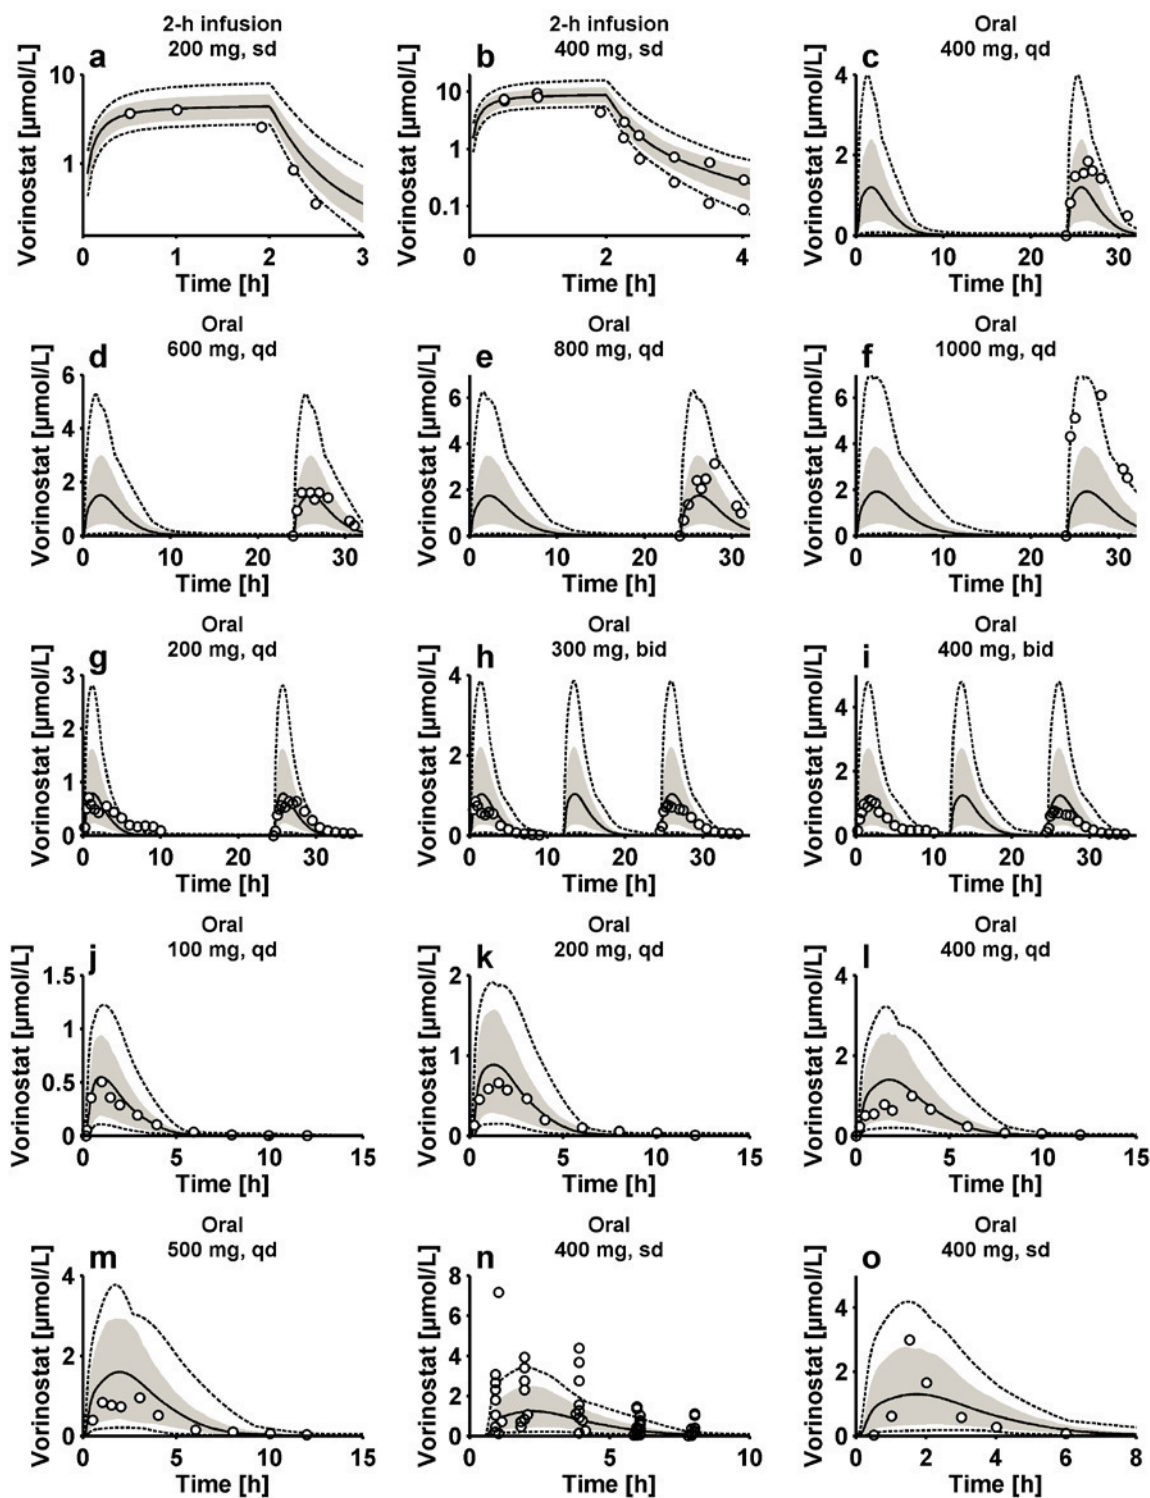 2-h infusion
200 mg, sd
a
Vorinostat [µmol/L]
10
1
0
1
2
3
Time [h]
2-h infusion
400 mg, sd
b
Vorinostat [µmol/L]
10
1
0.1
0
2
4
Time [h]
Oral
400 mg, qd
c
Vorinostat [µmol/L]
4
2
0
0
10
20
30
Time [h]
Oral
600 mg, qd
d
Vorinostat [µmol/L]
6
4
2
0
0
10
20
30
Time [h]
Oral
800 mg, qd
e
Vorinostat [µmol/L]
6
4
2
0
0
10
20
30
Time [h]
Oral
1000 mg, qd
f
Vorinostat [µmol/L]
6
4
2
0
0
10
20
30
Time [h]
Oral
200 mg, qd
g
Vorinostat [µmol/L]
3
2
1
0
0
10
20
30
Time [h]
Oral
300 mg, bid
h
Vorinostat [µmol/L]
4
2
0
0
10
20
30
Time [h]
Oral
400 mg, bid
i
Vorinostat [µmol/L]
4
2
0
0
10
20
30
Time [h]
Oral
100 mg, qd
j
Vorinostat [µmol/L]
1.5
1
0.5
0
0
5
10
15
Time [h]
Oral
200 mg, qd
k
Vorinostat [µmol/L]
2
1
0
0
5
10
15
Time [h]
Oral
400 mg, qd
l
Vorinostat [µmol/L]
4
2
0
0
5
10
15
Time [h]
Oral
500 mg, qd
m
Vorinostat [µmol/L]
4
2
0
0
5
10
15
Time [h]
Oral
400 mg, sd
n
Vorinostat [µmol/L]
8
6
4
2
0
0
5
10
Time [h]
Oral
400 mg, sd
o
Vorinostat [µmol/L]
4
2
0
0
2
4
6
8
Time [h]